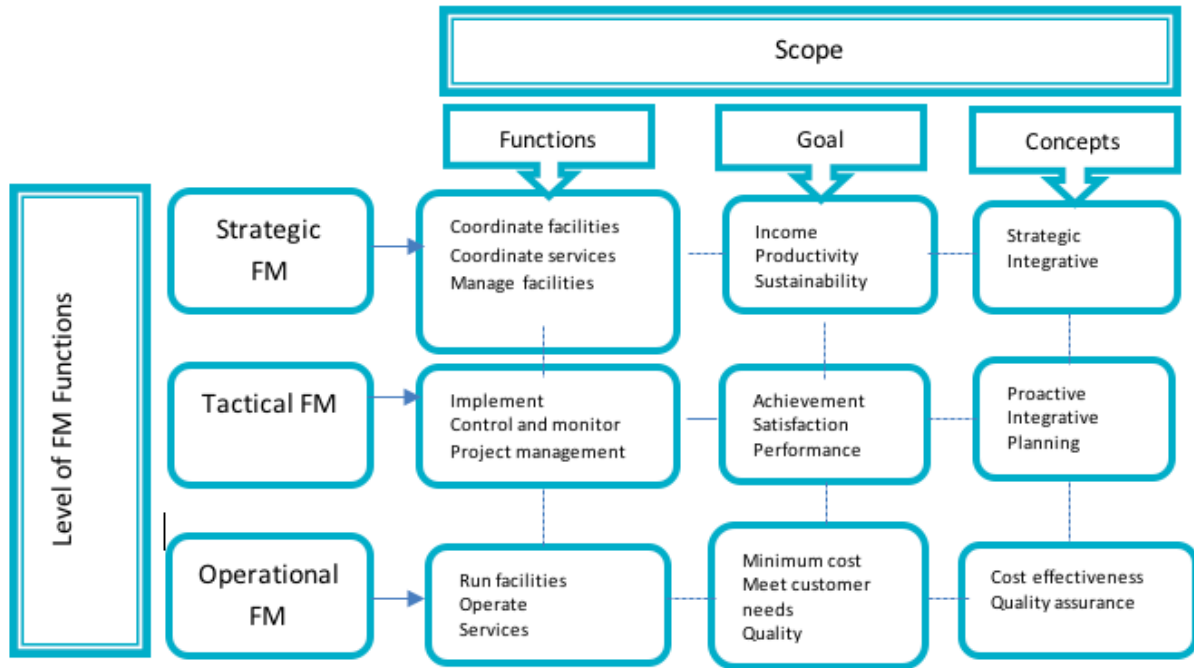 Scope
Functions
Goal
Concepts
Level of FM Functions
Strategic
FM
Coordinate facilities
Coordinate services
Manage facilities
Income
Productivity
Sustainability
Strategic
Integrative
Tactical FM
Implement
Control and monitor
Project management
Achievement
Satisfaction
Performance
Proactive
Integrative
Planning
Operational
FM
Run facilities
Operate
Services
Minimum cost
Meet customer
needs
Quality
Cost effectiveness
Quality assurance